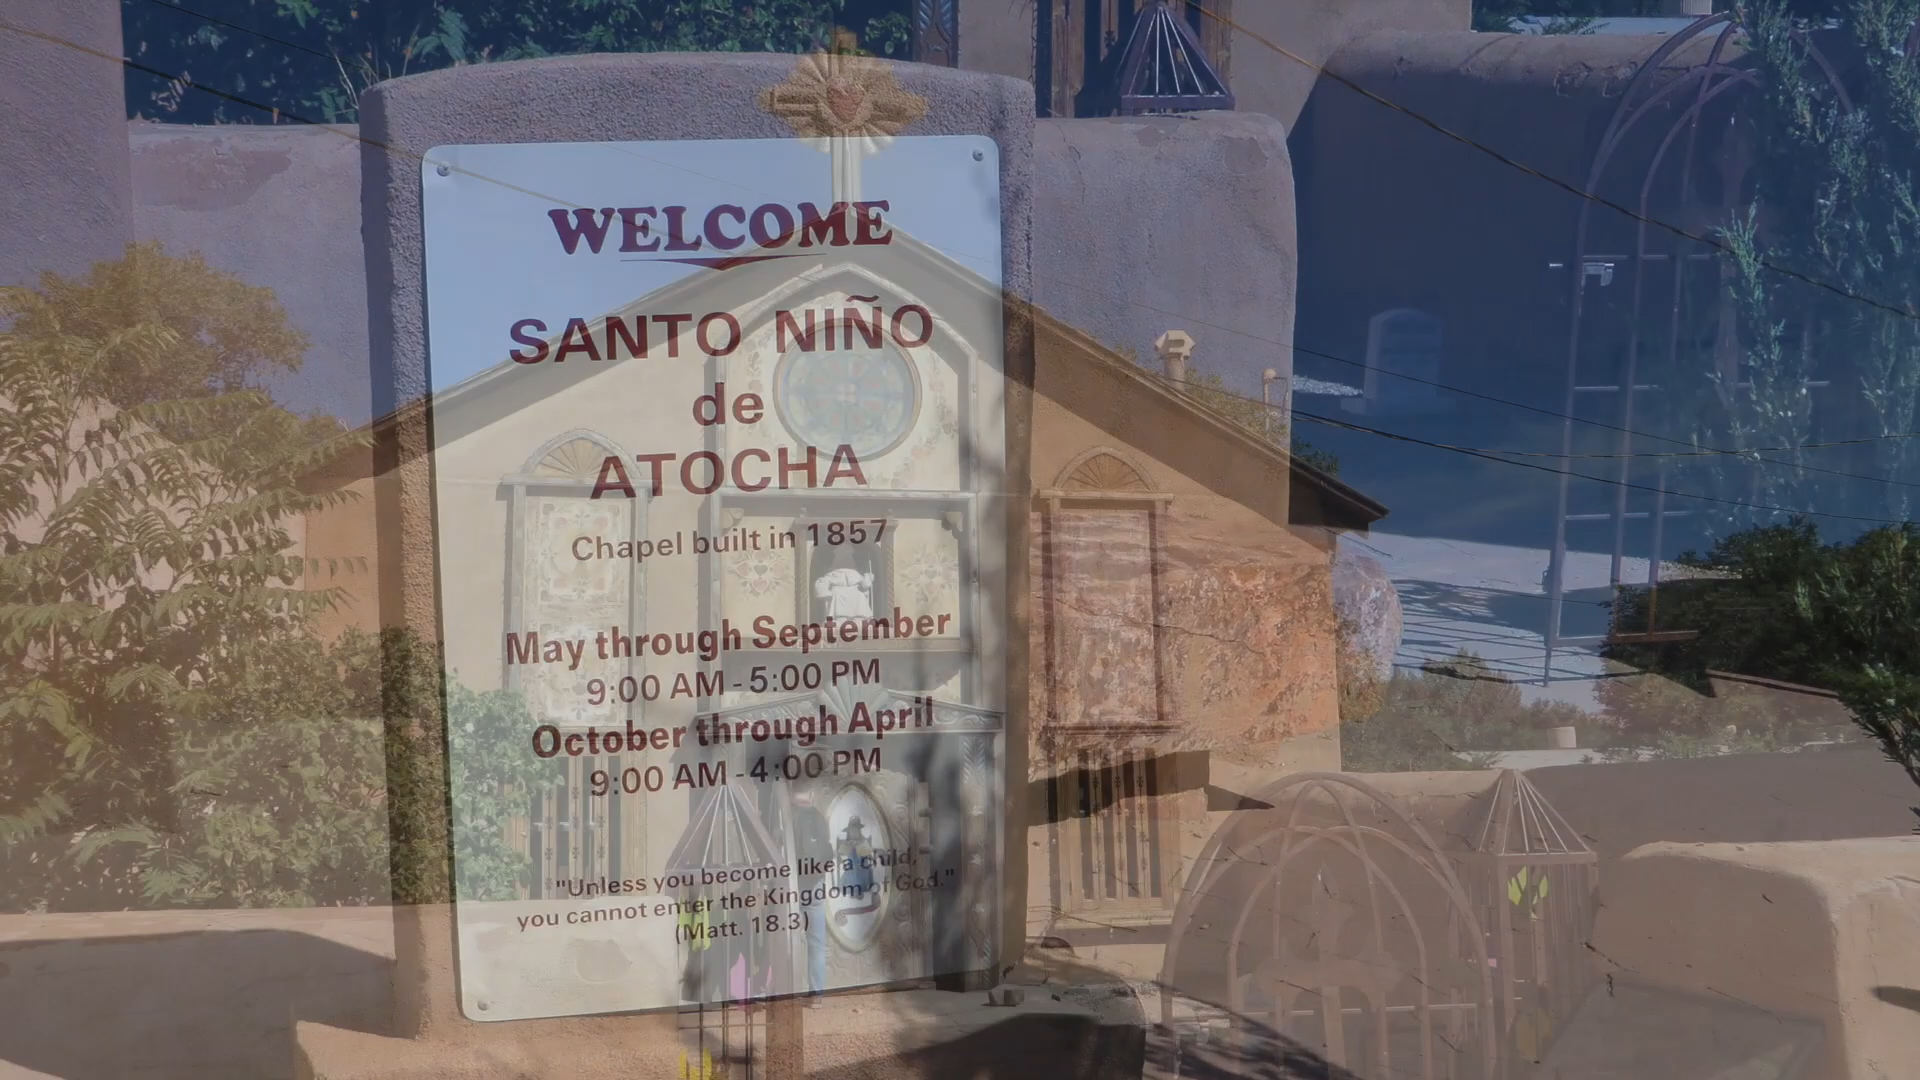 WELCOME
SANTO NIÑO
de
ATOCHA
Chapel built in 1857
May through September
9:00 AM - 5:00 PM
October through April
9:00 AM - 4:00 PM
"Unless you become like a child,
you cannot enter the Kingdom of God."
(Matt. 18.3)